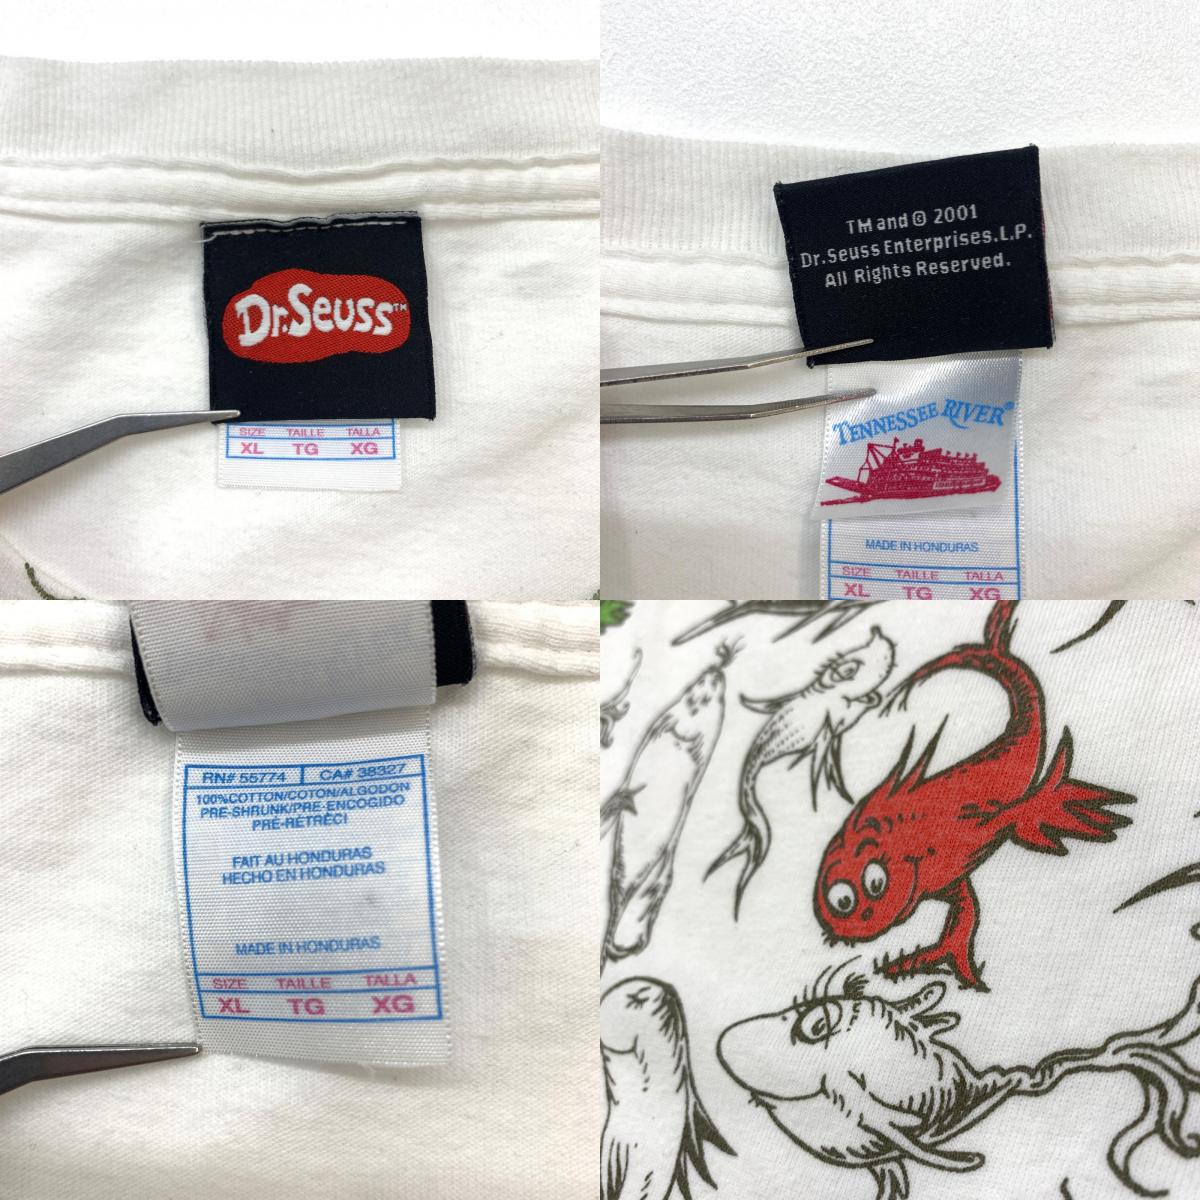 Dr.Seuss™
SIZE TAILLE TALLA
XL TG XG
TM and © 2001
Dr.Seuss Enterprises.L.P.
All Rights Reserved.
TENNESSEE RIVER®
MADE IN HONDURAS
SIZE TAILLE TALLA
XL TG XG
RN# 55774 CA# 38327
100%COTTON/COTON/ALGODON
PRE-SHRUNK/PRE-ENCOGIDO
PRÉ-RÉTRÉCI
FAIT AU HONDURAS
HECHO EN HONDURAS
MADE IN HONDURAS
SIZE TAILLE TALLA
XL TG XG